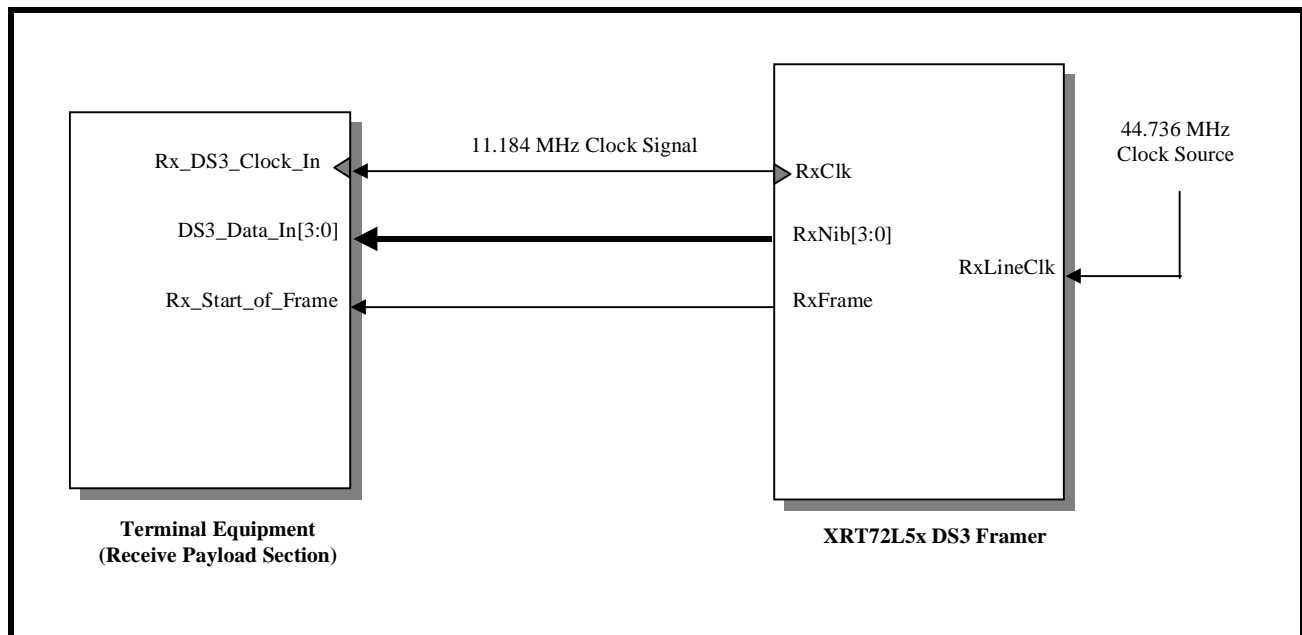 Rx_DS3_Clock_In
11.184 MHz Clock Signal
RxClk
44.736 MHz
Clock Source
DS3_Data_In[3:0]
RxNib[3:0]
RxLineClk
Rx_Start_of_Frame
RxFrame
Terminal Equipment
(Receive Payload Section)
XRT72L5x DS3 Framer